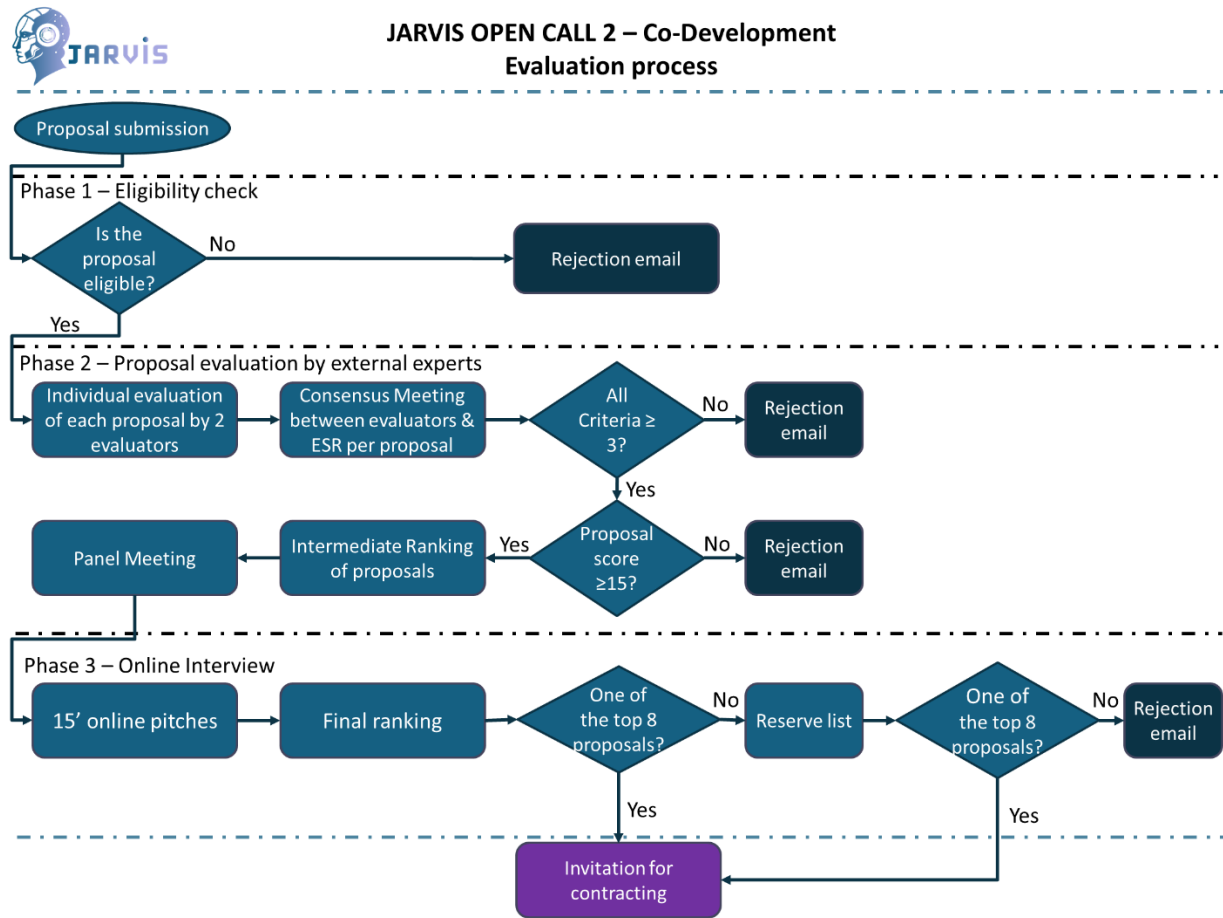 JARVIS
JARVIS OPEN CALL 2 – Co-Development
Evaluation process
Proposal submission
Phase 1 – Eligibility check
Is the
proposal
eligible?
No
Rejection email
Yes
Phase 2 – Proposal evaluation by external experts
Individual evaluation
of each proposal by 2
evaluators
Consensus Meeting
between evaluators &
ESR per proposal
All
Criteria ≥
3?
No
Rejection
email
Yes
Panel Meeting
Intermediate Ranking
of proposals
Yes
Proposal
score
≥15?
No
Rejection
email
Phase 3 – Online Interview
15’ online pitches
Final ranking
One of
the top 8
proposals?
No
Reserve list
One of
the top 8
proposals?
No
Rejection
email
Yes
Yes
Invitation for
contracting